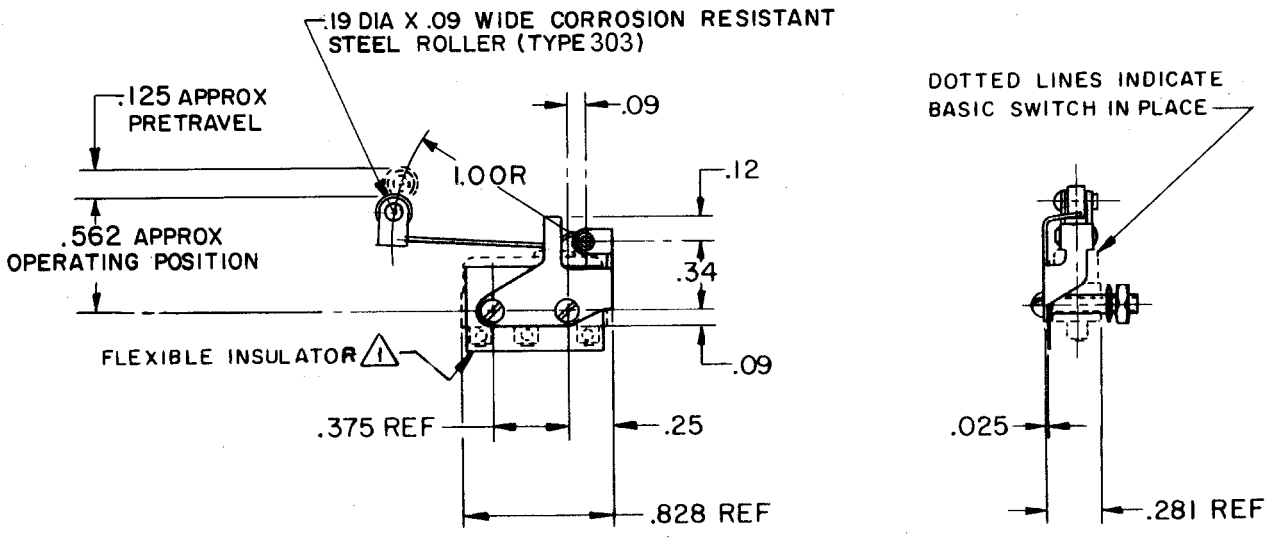 .19 DIA X .09 WIDE CORROSION RESISTANT
STEEL ROLLER (TYPE 303)
.125 APPROX
PRETRAVEL
.09
1.00R
.12
.562 APPROX
OPERATING POSITION
.34
FLEXIBLE INSULATOR 1
.09
.375 REF
.25
.828 REF
DOTTED LINES INDICATE
BASIC SWITCH IN PLACE
.025
.281 REF